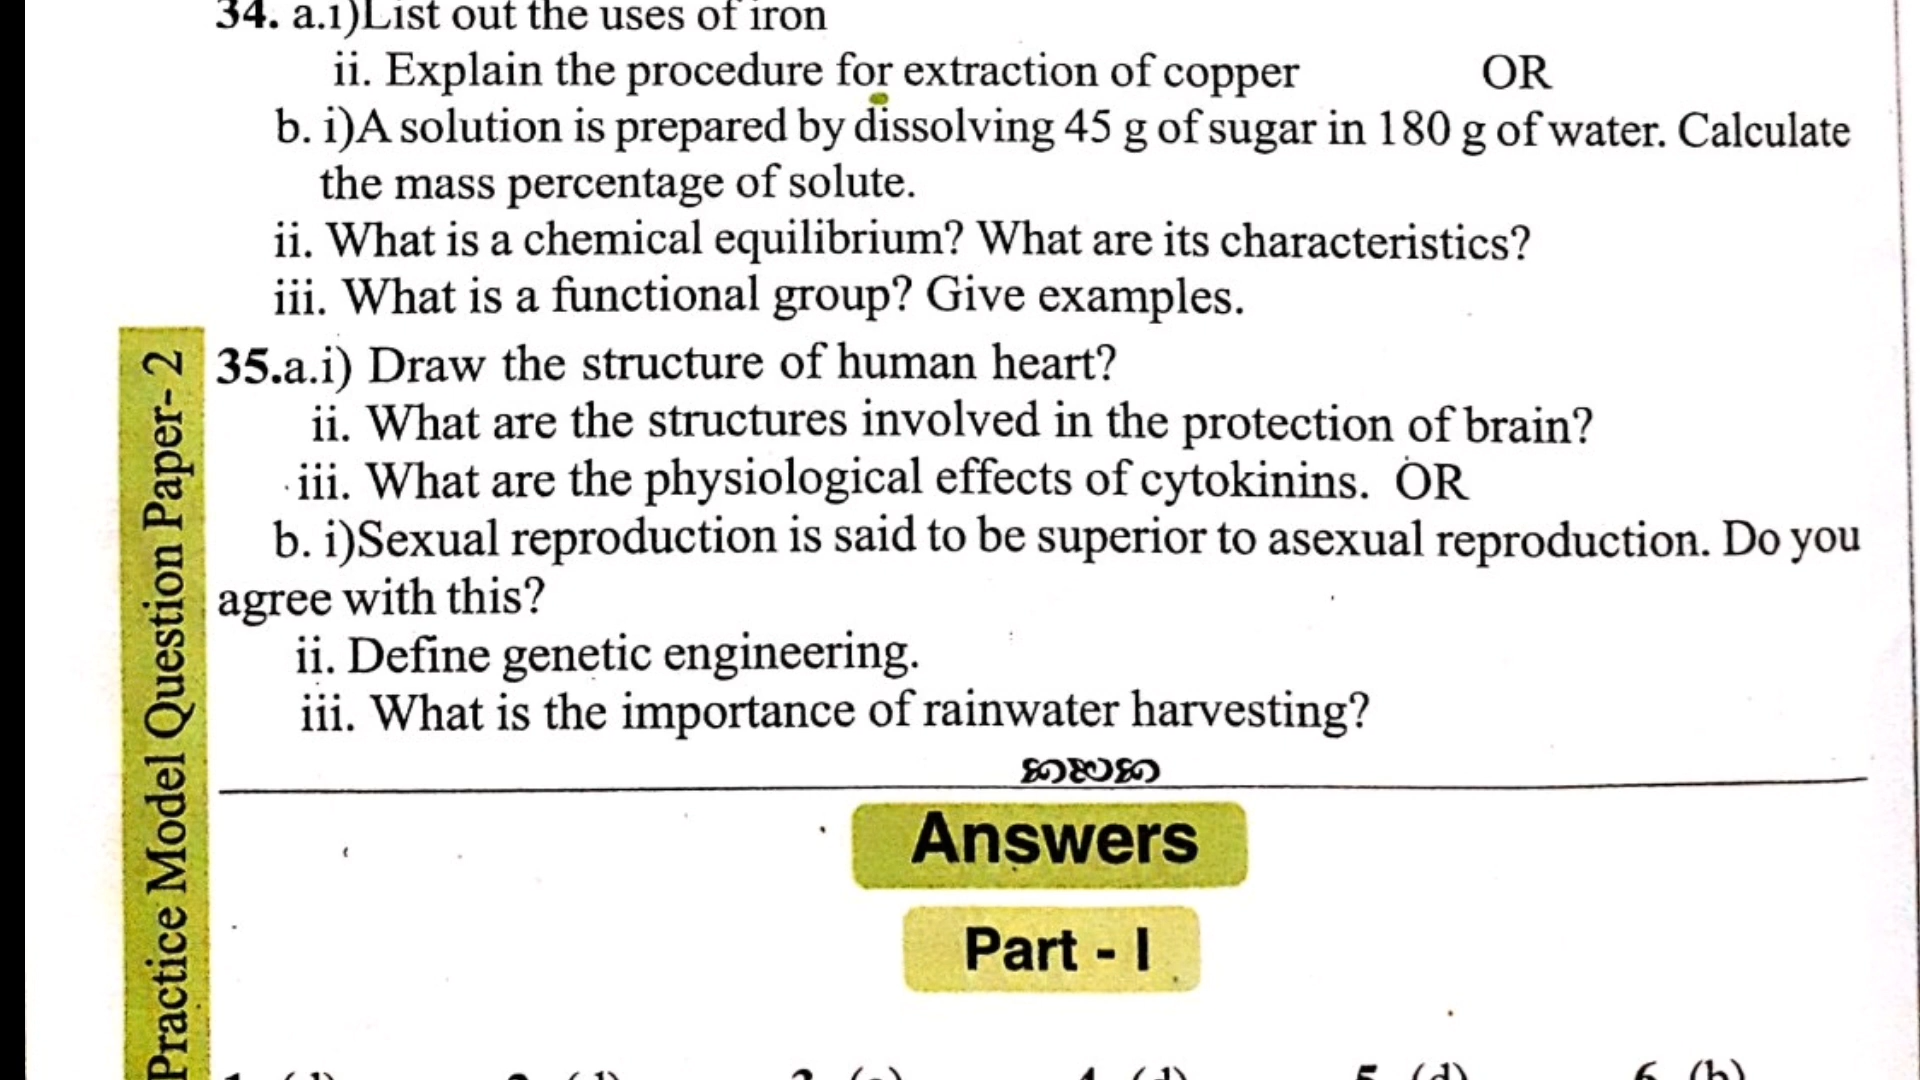 34. a.i)List out the uses of iron
ii. Explain the procedure for extraction of copper OR
b. i)A solution is prepared by dissolving 45 g of sugar in 180 g of water. Calculate
the mass percentage of solute.
ii. What is a chemical equilibrium? What are its characteristics?
iii. What is a functional group? Give examples.
35.a.i) Draw the structure of human heart?
ii. What are the structures involved in the protection of brain?
iii. What are the physiological effects of cytokinins. OR
b. i)Sexual reproduction is said to be superior to asexual reproduction. Do you
agree with this?
ii. Define genetic engineering.
iii. What is the importance of rainwater harvesting?
Practice Model Question Paper- 2
Answers
Part - I